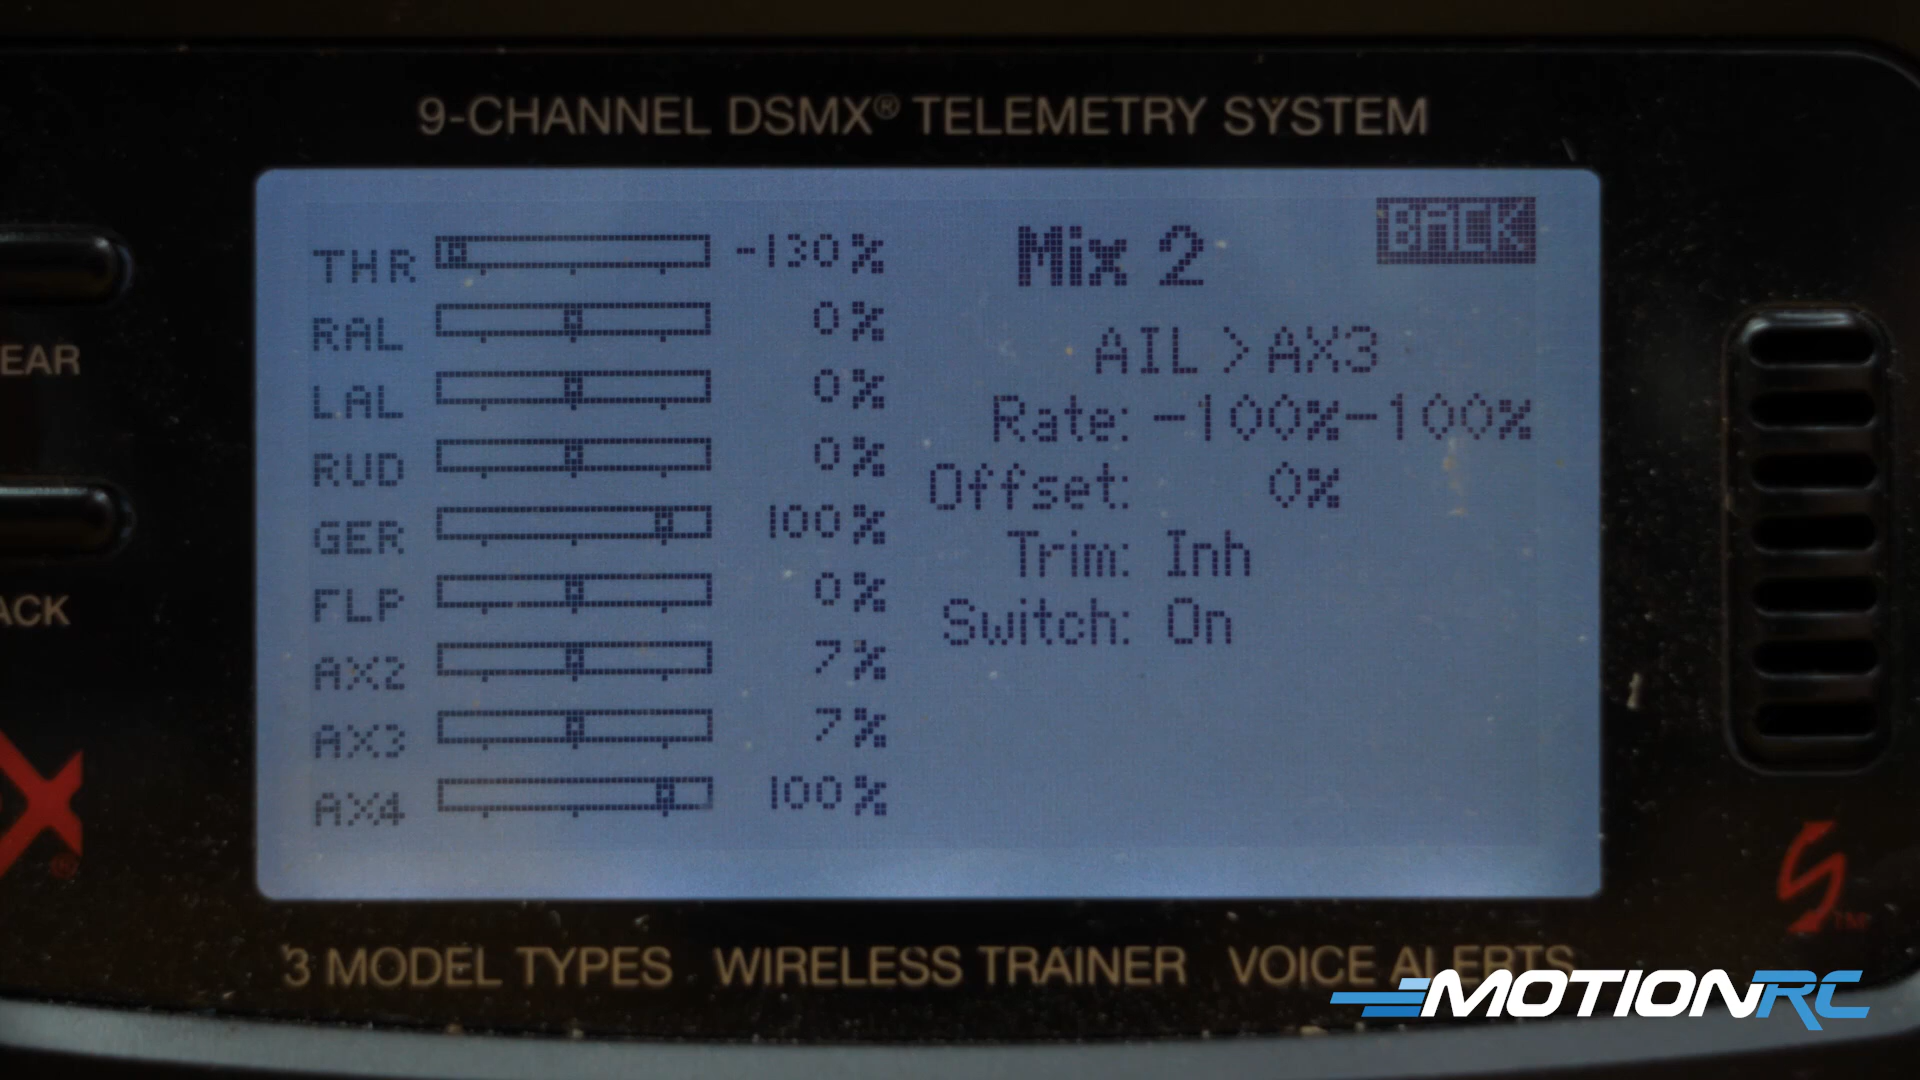 9-CHANNEL DSMX® TELEMETRY SYSTEM
BACK
Mix 2
THR -130%
RAL 0%
LAL 0%
RUD 0%
GER 100%
FLP 0%
AX2 7%
AX3 7%
AX4 100%
AIL > AX3
Rate: -100% -100%
Offset: 0%
Trim: Inh
Switch: On
EAR
ACK
X®
S™
3 MODEL TYPES WIRELESS TRAINER VOICE ALERTS
MOTIONRC